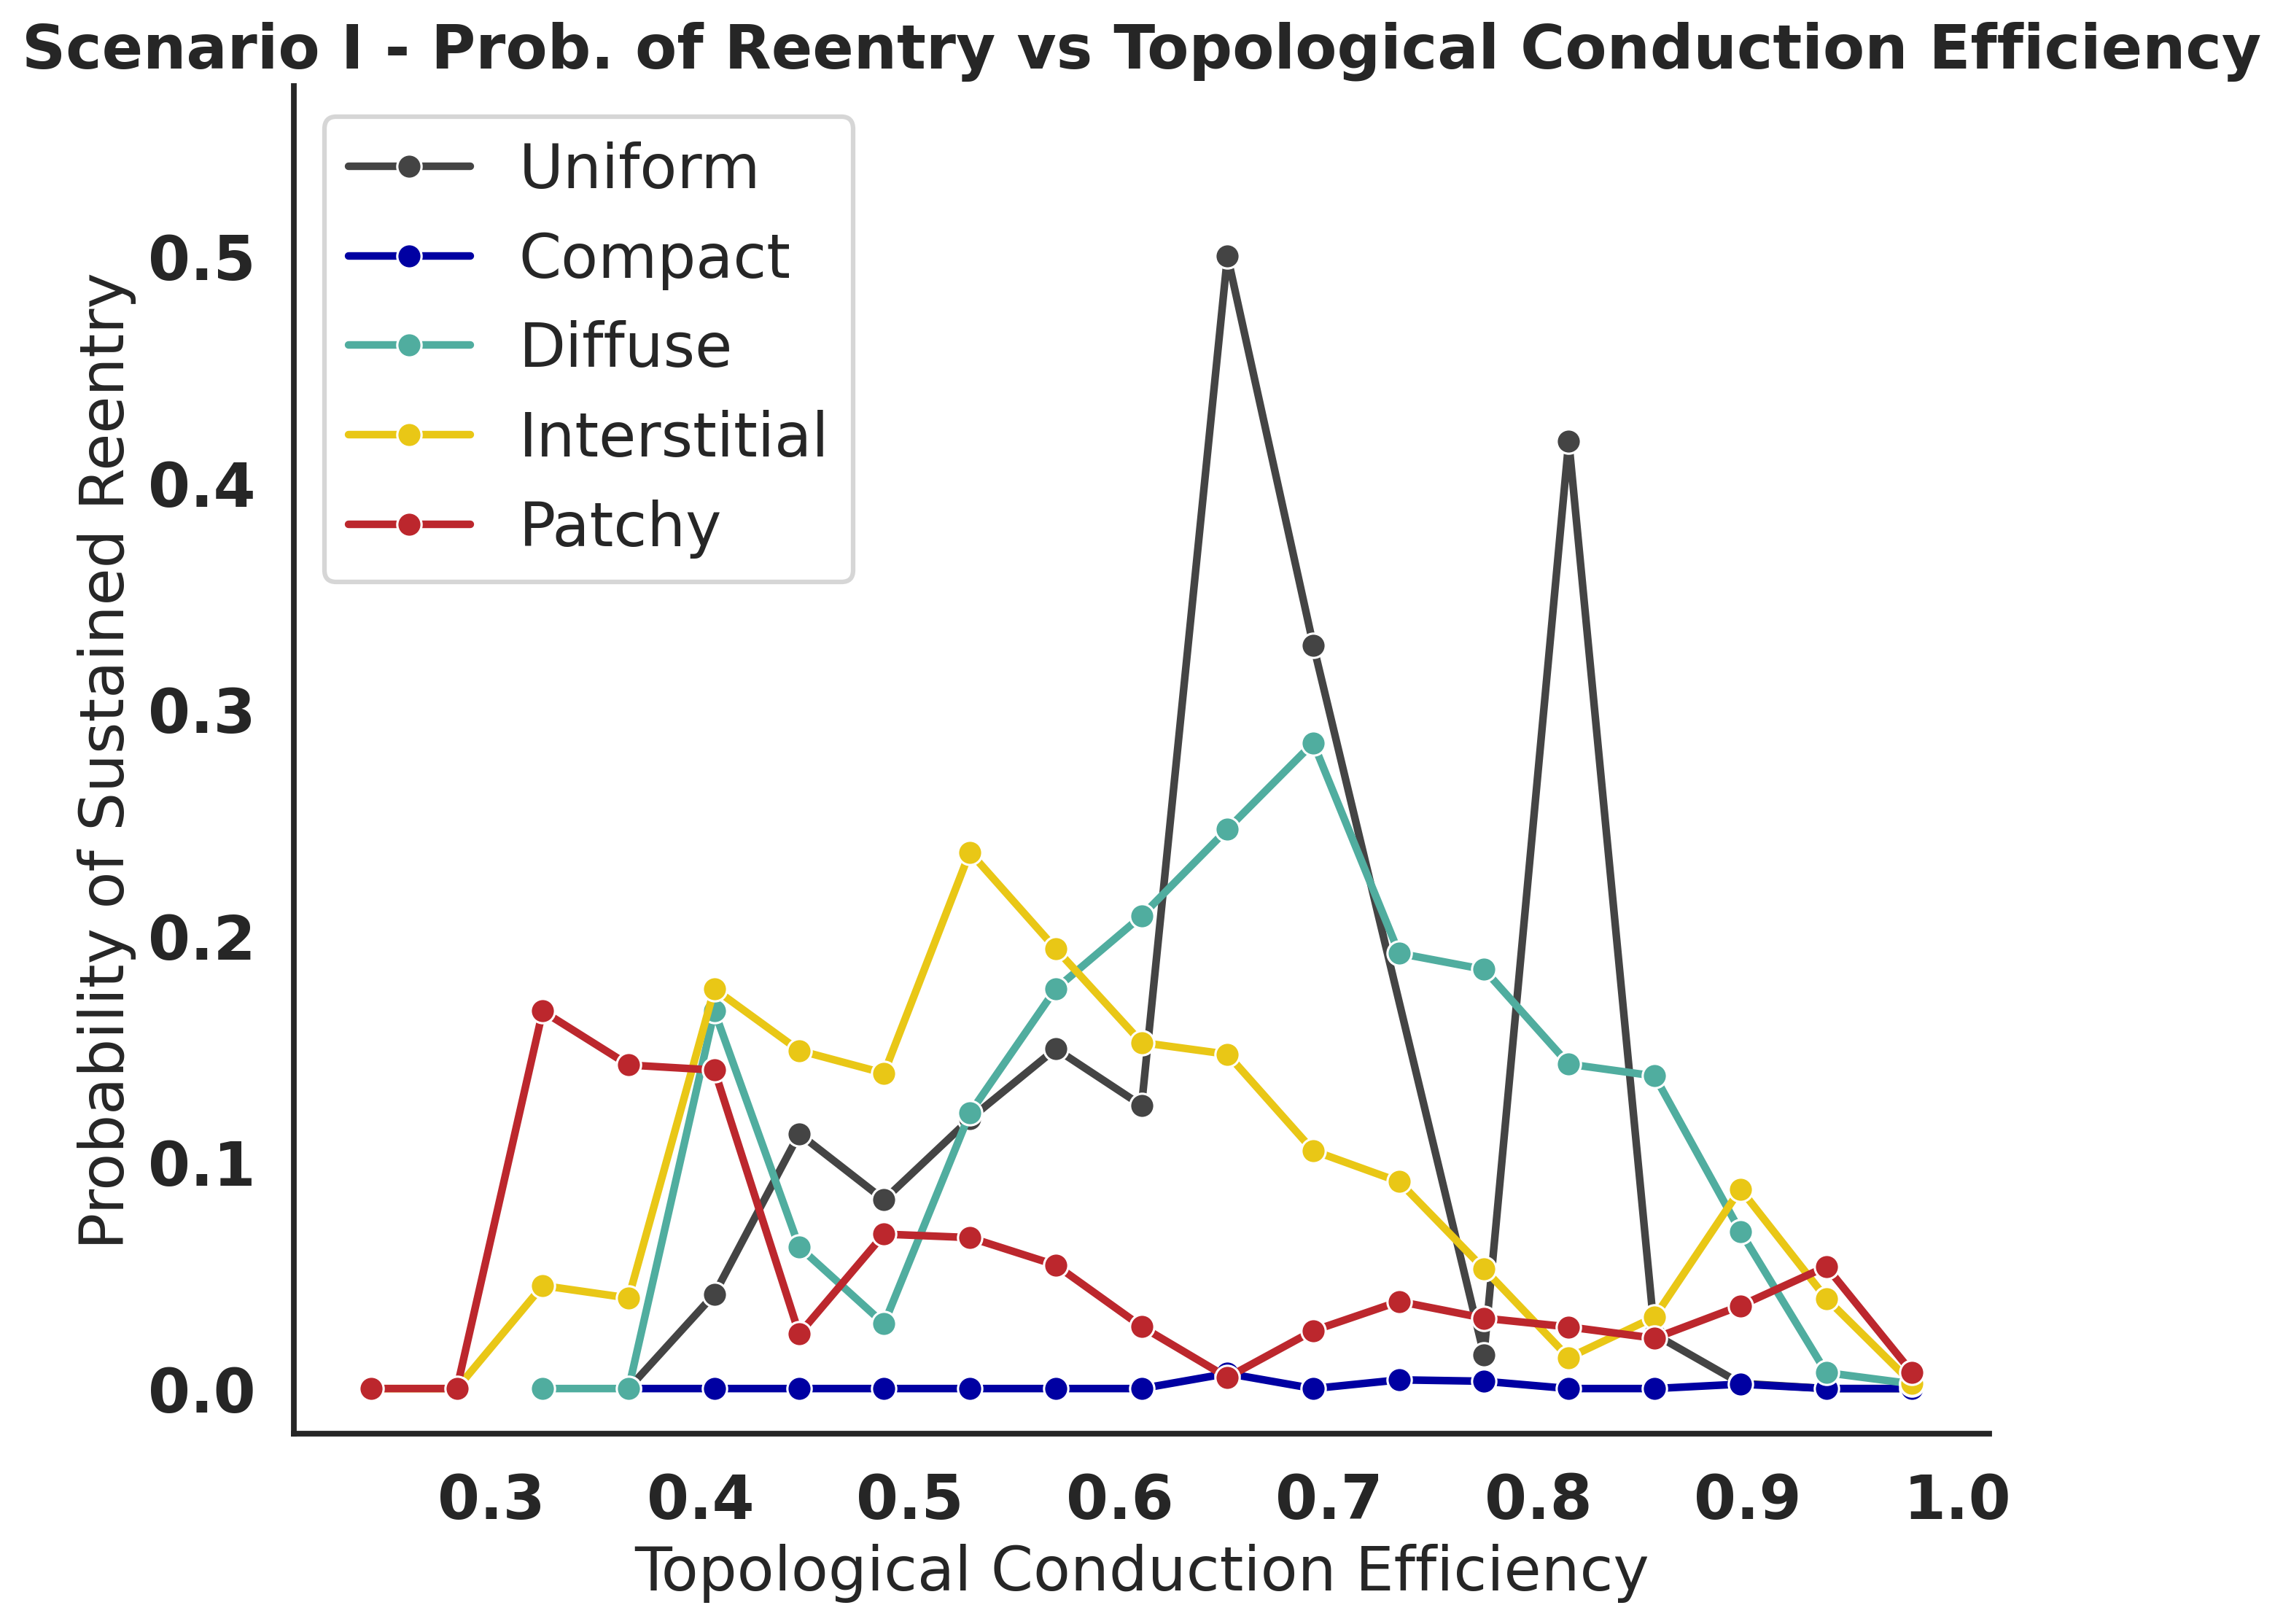 Scenario I - Prob. of Reentry vs Topological Conduction Efficiency
Uniform
Compact
Diffuse
Interstitial
Patchy
Probability of Sustained Reentry
0.5
0.4
0.3
0.2
0.1
0.0
0.3 0.4 0.5 0.6 0.7 0.8 0.9 1.0
Topological Conduction Efficiency